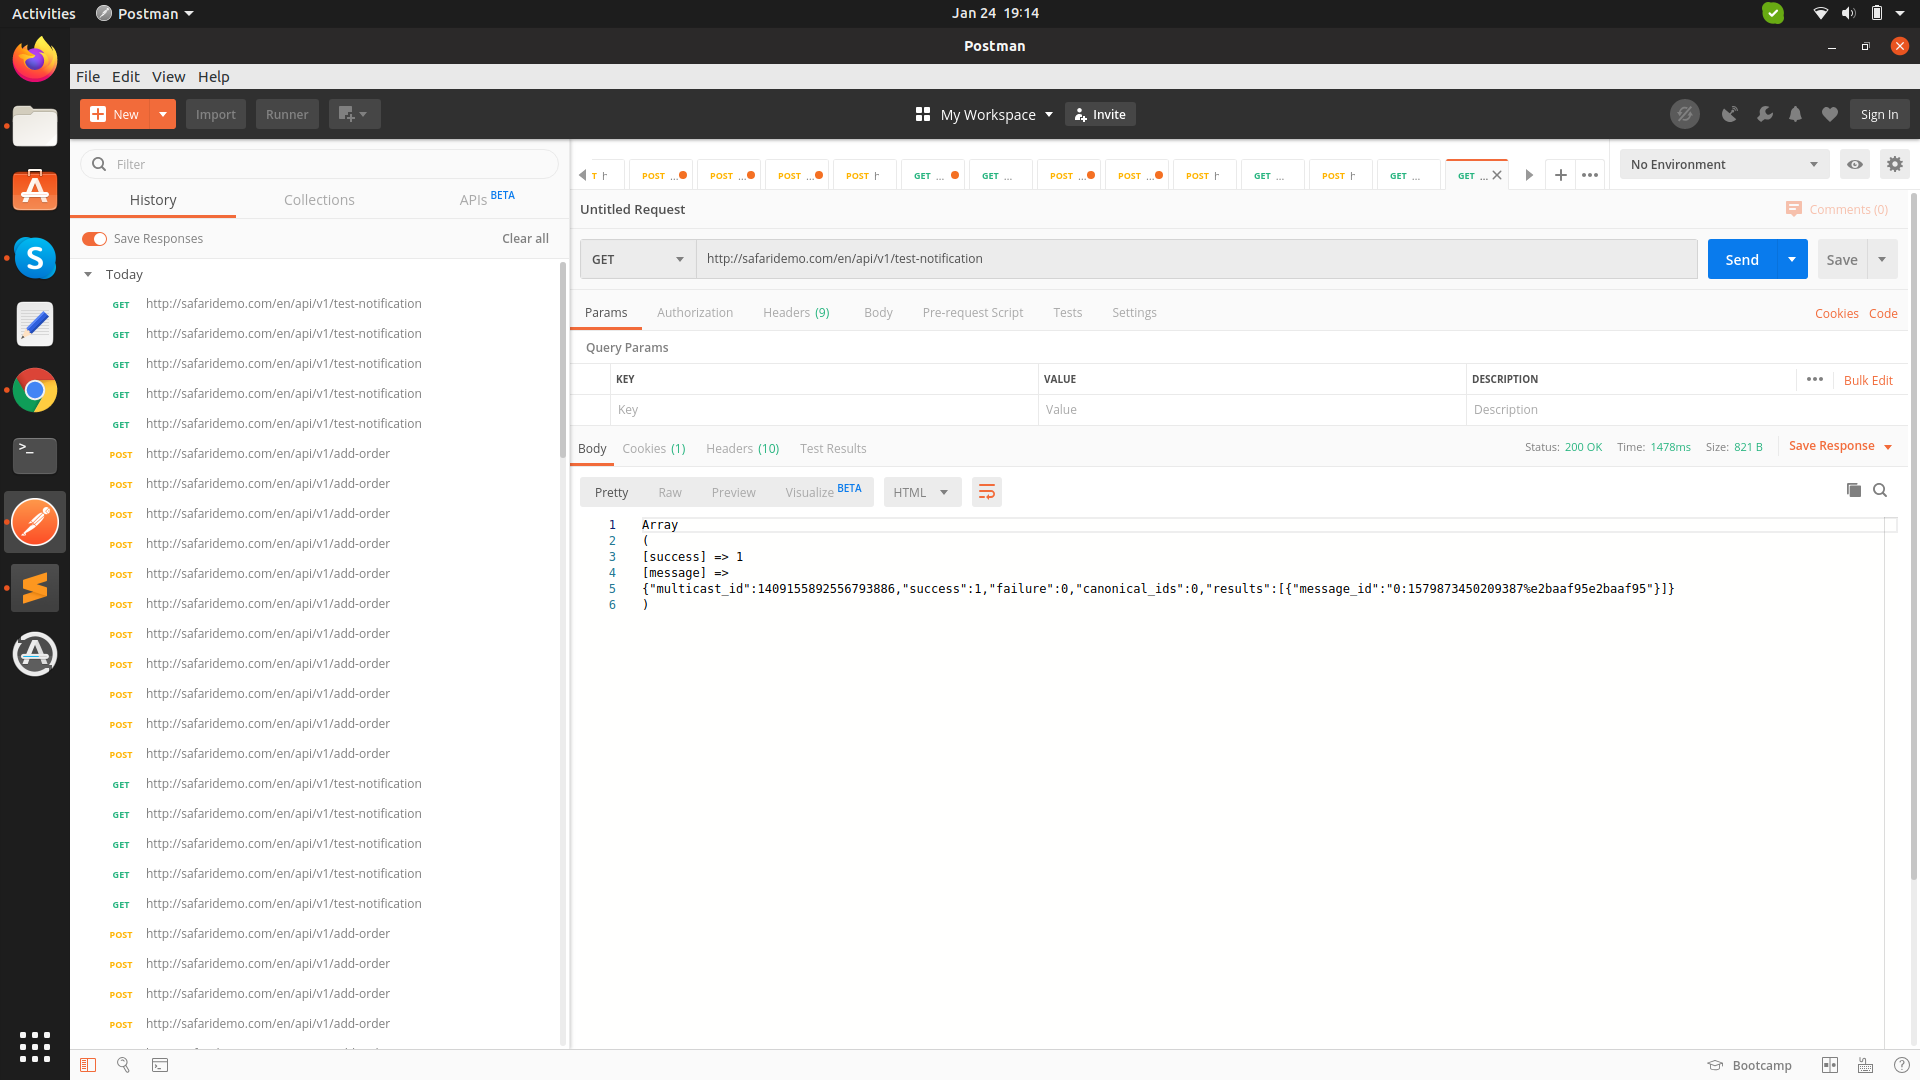 Activities
Postman
Jan 24 19:14
Postman
File Edit View Help
New
Import
Runner
My Workspace
Invite
Sign In
Filter
History
Collections
APIs BETA
Save Responses
Clear all
Today
GET http://safaridemo.com/en/api/v1/test-notification
GET http://safaridemo.com/en/api/v1/test-notification
GET http://safaridemo.com/en/api/v1/test-notification
GET http://safaridemo.com/en/api/v1/test-notification
GET http://safaridemo.com/en/api/v1/test-notification
POST http://safaridemo.com/en/api/v1/add-order
POST http://safaridemo.com/en/api/v1/add-order
POST http://safaridemo.com/en/api/v1/add-order
POST http://safaridemo.com/en/api/v1/add-order
POST http://safaridemo.com/en/api/v1/add-order
POST http://safaridemo.com/en/api/v1/add-order
POST http://safaridemo.com/en/api/v1/add-order
POST http://safaridemo.com/en/api/v1/add-order
POST http://safaridemo.com/en/api/v1/add-order
POST http://safaridemo.com/en/api/v1/add-order
POST http://safaridemo.com/en/api/v1/add-order
GET http://safaridemo.com/en/api/v1/test-notification
GET http://safaridemo.com/en/api/v1/test-notification
GET http://safaridemo.com/en/api/v1/test-notification
GET http://safaridemo.com/en/api/v1/test-notification
GET http://safaridemo.com/en/api/v1/test-notification
POST http://safaridemo.com/en/api/v1/add-order
POST http://safaridemo.com/en/api/v1/add-order
POST http://safaridemo.com/en/api/v1/add-order
POST http://safaridemo.com/en/api/v1/add-order
T h POST ... POST ... POST ... POST h GET ... GET ... POST ... POST ... POST h GET ... POST h GET ... GET ...
No Environment
Untitled Request
Comments (0)
GET
http://safaridemo.com/en/api/v1/test-notification
Send
Save
Params Authorization Headers (9) Body Pre-request Script Tests Settings
Cookies Code
Query Params
KEY VALUE DESCRIPTION
Bulk Edit
Key Value Description
Body Cookies (1) Headers (10) Test Results
Status: 200 OK Time: 1478ms Size: 821 B
Save Response
Pretty Raw Preview Visualize BETA
HTML
1 Array
2 (
3 [success] => 1
4 [message] =>
5 {"multicast_id":1409155892556793886,"success":1,"failure":0,"canonical_ids":0,"results":[{"message_id":"0:1579873450209387%e2baaf95e2baaf95"}]}
6 )
Bootcamp